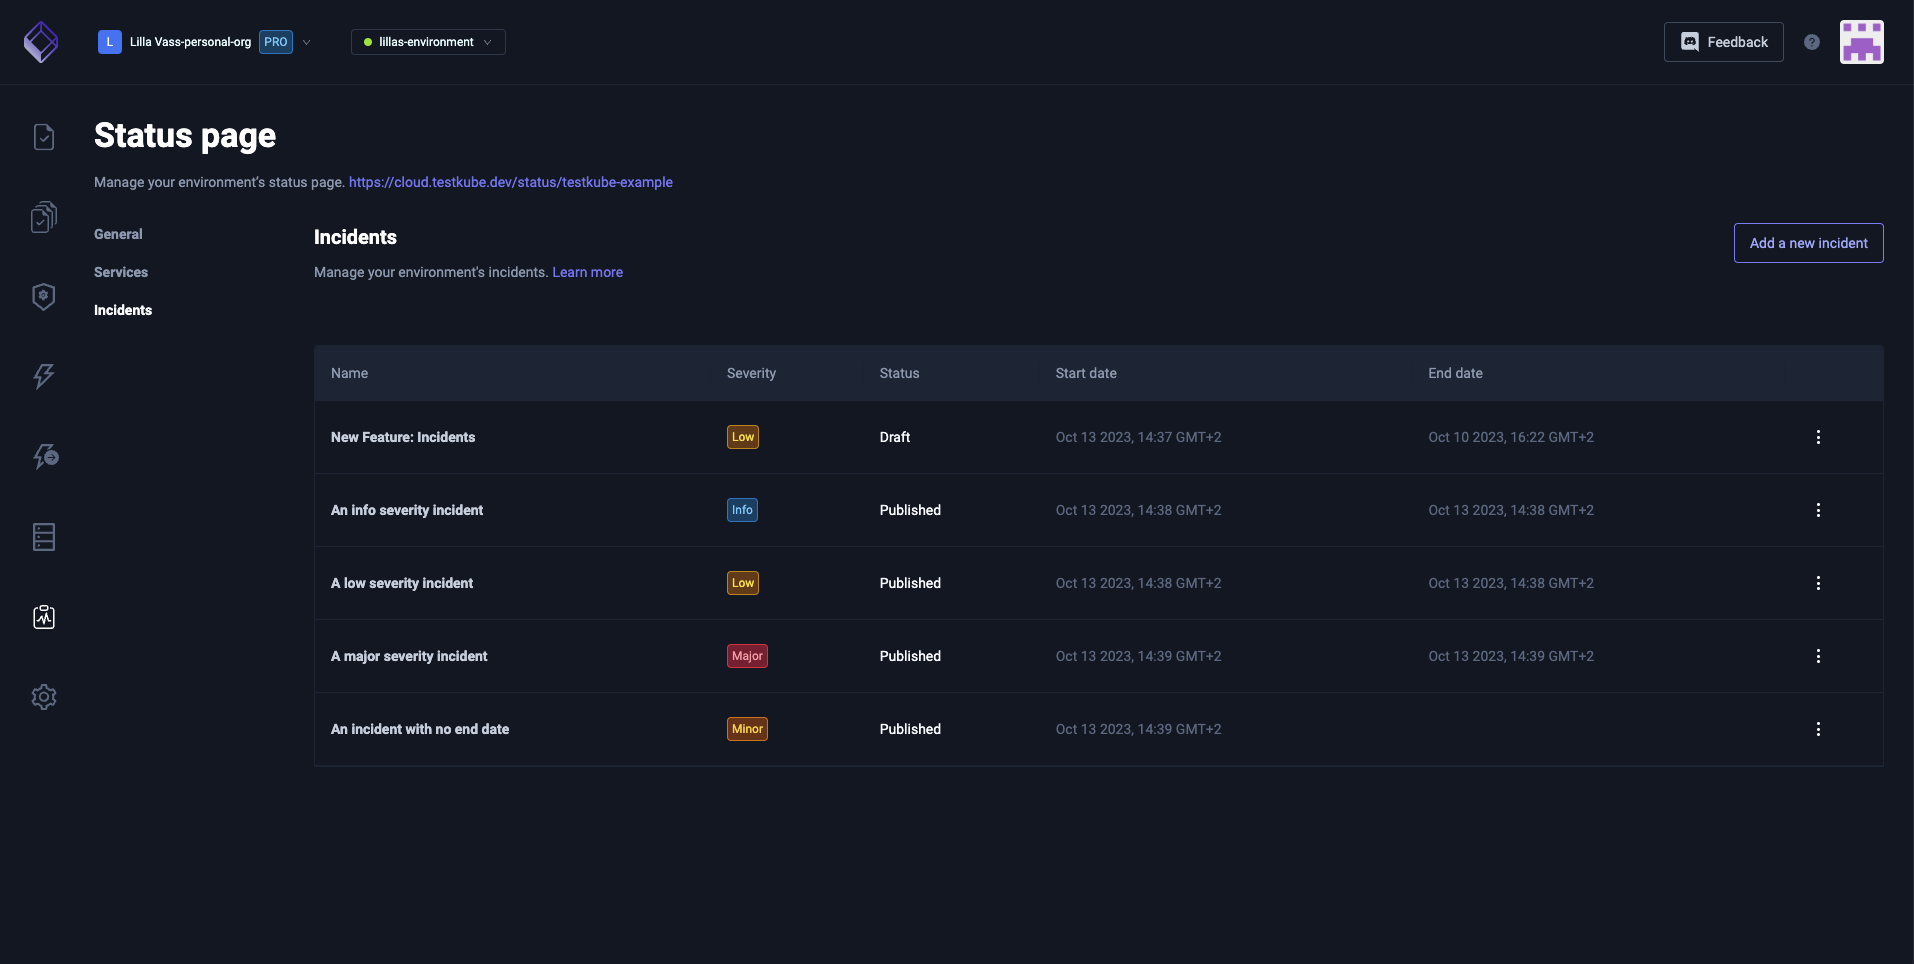 L Lilla Vass-personal-org PRO lillas-environment Feedback ?
Status page
Manage your environment's status page. https://cloud.testkube.dev/status/testkube-example
General
Services
Incidents
Incidents
Manage your environment's incidents. Learn more
Add a new incident
Name Severity Status Start date End date
New Feature: Incidents Low Draft Oct 13 2023, 14:37 GMT+2 Oct 10 2023, 16:22 GMT+2
An info severity incident Info Published Oct 13 2023, 14:38 GMT+2 Oct 13 2023, 14:38 GMT+2
A low severity incident Low Published Oct 13 2023, 14:38 GMT+2 Oct 13 2023, 14:38 GMT+2
A major severity incident Major Published Oct 13 2023, 14:39 GMT+2 Oct 13 2023, 14:39 GMT+2
An incident with no end date Minor Published Oct 13 2023, 14:39 GMT+2